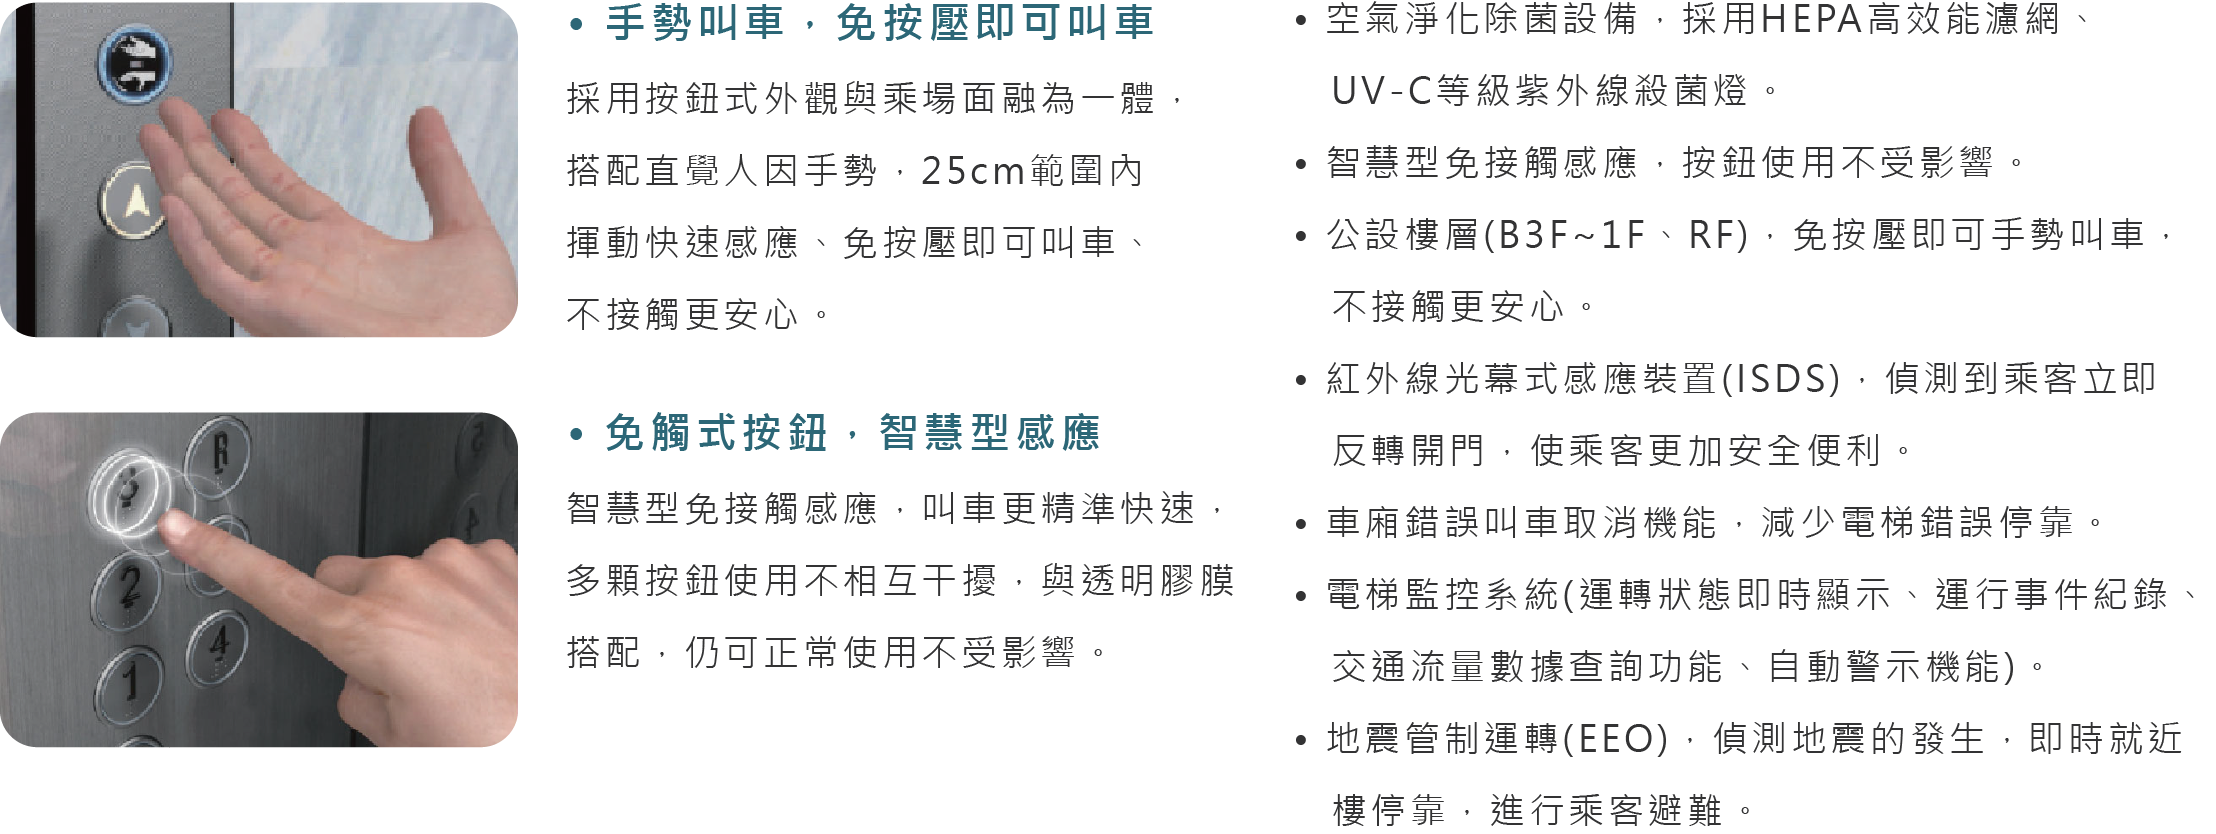 • 手勢叫車，免按壓即可叫車
採用按鈕式外觀與乘場面融為一體，
搭配直覺人因手勢，25cm範圍內
揮動快速感應、免按壓即可叫車、
不接觸更安心。
R
5
2
4
1
4
• 免觸式按鈕，智慧型感應
智慧型免接觸感應，叫車更精準快速，
多顆按鈕使用不相互干擾，與透明膠膜
搭配，仍可正常使用不受影響。
• 空氣淨化除菌設備，採用HEPA高效能濾網、
UV-C等級紫外線殺菌燈。
• 智慧型免接觸感應，按鈕使用不受影響。
• 公設樓層(B3F~1F、RF)，免按壓即可手勢叫車，
不接觸更安心。
• 紅外線光幕式感應裝置(ISDS)，偵測到乘客立即
反轉開門，使乘客更加安全便利。
• 車廂錯誤叫車取消機能，減少電梯錯誤停靠。
• 電梯監控系統(運轉狀態即時顯示、運行事件紀錄、
交通流量數據查詢功能、自動警示機能)。
• 地震管制運轉(EEO)，偵測地震的發生，即時就近
樓停靠，進行乘客避難。